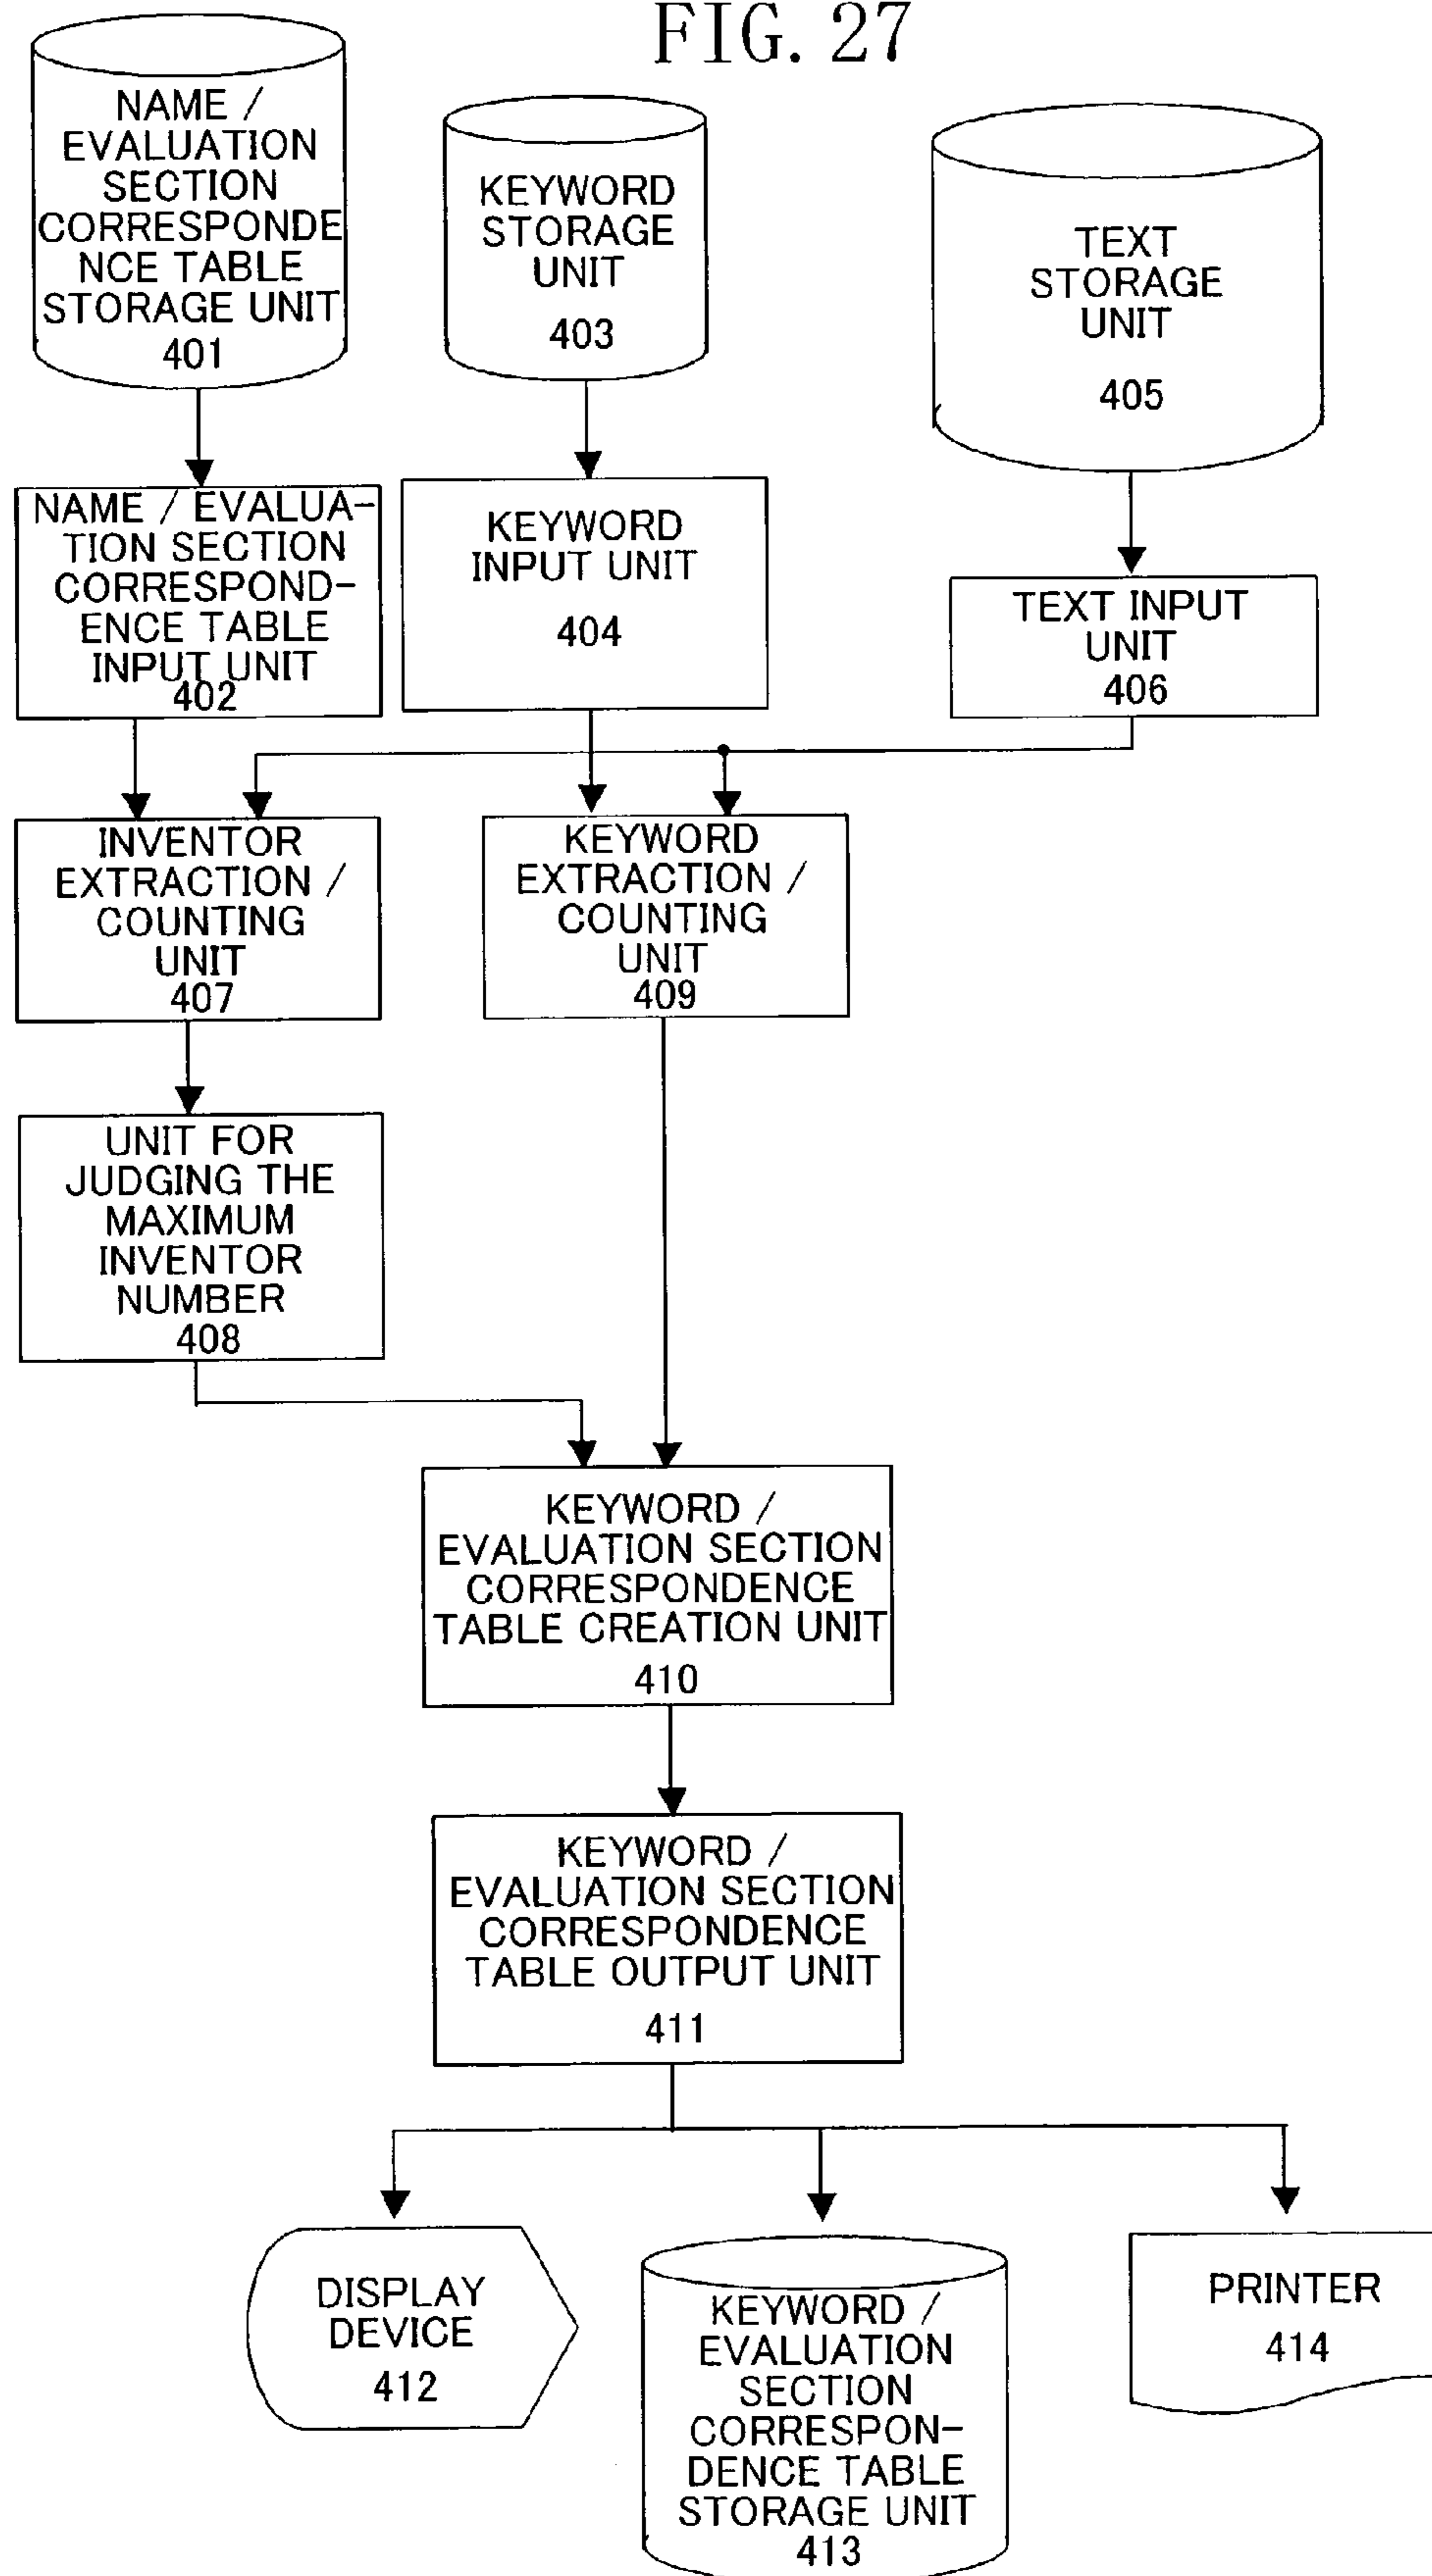 FIG. 27
NAME /
EVALUATION
SECTION
CORRESPONDE
NCE TABLE
STORAGE UNIT
401
KEYWORD
STORAGE
UNIT
403
TEXT
STORAGE
UNIT
405
NAME / EVALUA-
TION SECTION
CORRESPOND-
ENCE TABLE
INPUT UNIT
402
KEYWORD
INPUT UNIT
404
TEXT INPUT
UNIT
406
INVENTOR
EXTRACTION /
COUNTING
UNIT
407
KEYWORD
EXTRACTION /
COUNTING
UNIT
409
UNIT FOR
JUDGING THE
MAXIMUM
INVENTOR
NUMBER
408
KEYWORD /
EVALUATION SECTION
CORRESPONDENCE
TABLE CREATION UNIT
410
KEYWORD /
EVALUATION SECTION
CORRESPONDENCE
TABLE OUTPUT UNIT
411
DISPLAY
DEVICE
412
KEYWORD /
EVALUATION
SECTION
CORRESPON-
DENCE TABLE
STORAGE UNIT
413
PRINTER
414